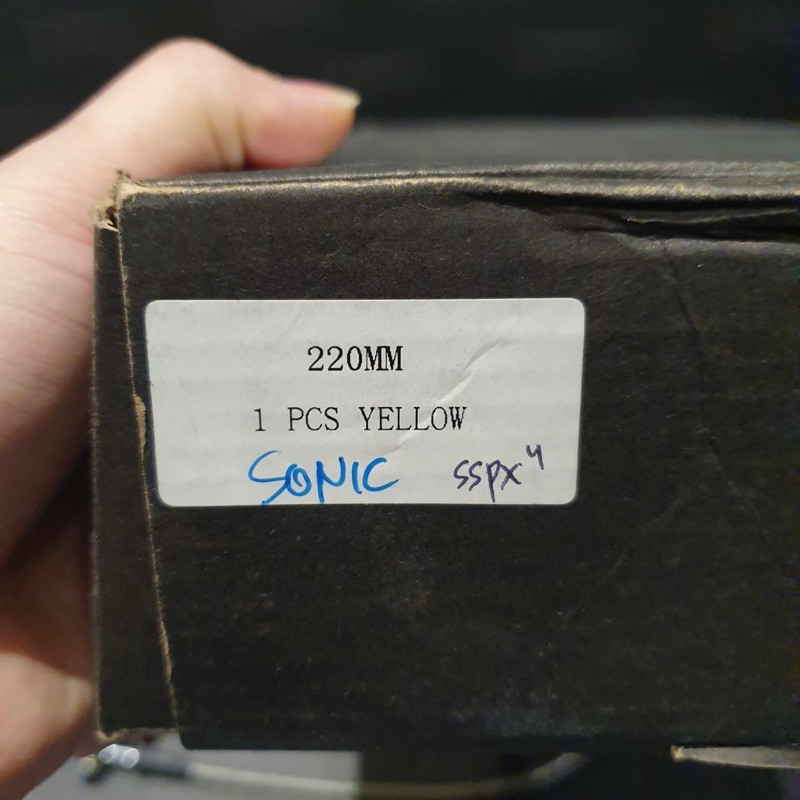 220MM
1 PCS YELLOW
SONIC sspx4